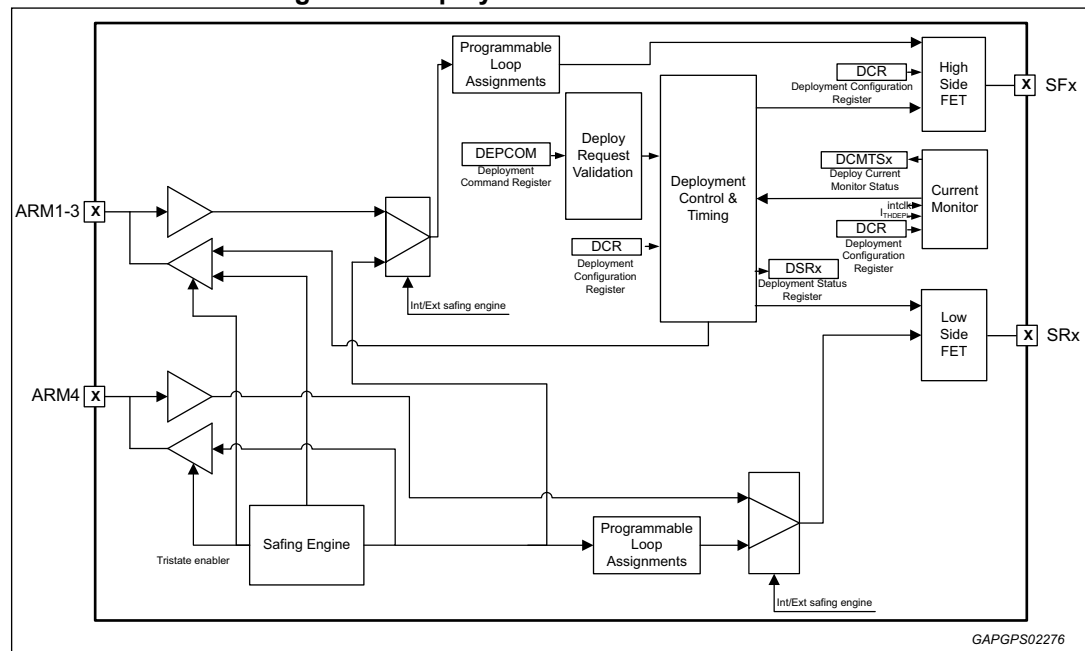 Programmable
Loop
Assignments
DCR
Deployment Configuration
Register
High
Side
FET
X
SFx
DEPCOM
Deployment
Command Register
Deploy
Request
Validation
Deployment
Control &
Timing
DCMTSx
Deploy Current
Monitor Status
intclk
ITHDEPL
DCR
Deployment
Configuration
Register
Current
Monitor
ARM1-3
X
DCR
Deployment
Configuration
Register
DSRx
Deployment Status
Register
Int/Ext safing engine
Low
Side
FET
X
SRx
ARM4
X
Safing Engine
Tristate enabler
Programmable
Loop
Assignments
Int/Ext safing engine
GAPGPS02276